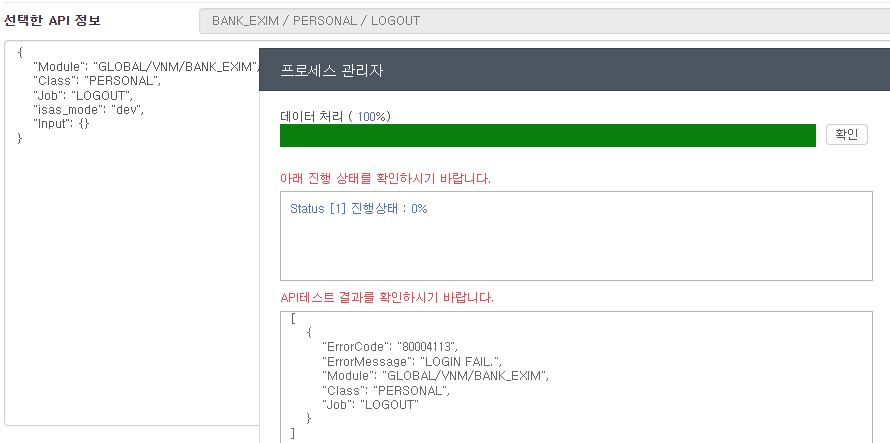 선택한 API 정보
BANK_EXIM / PERSONAL / LOGOUT
{
"Module": "GLOBAL/VNM/BANK_EXIM",
"Class": "PERSONAL",
"Job": "LOGOUT",
"isas_mode": "dev",
"Input": {}
}
프로세스 관리자
데이터 처리 ( 100%)
확인
아래 진행 상태를 확인하시기 바랍니다.
Status [1] 진행상태 : 0%
API테스트 결과를 확인하시기 바랍니다.
[
{
"ErrorCode": "80004113",
"ErrorMessage": "LOGIN FAIL.",
"Module": "GLOBAL/VNM/BANK_EXIM",
"Class": "PERSONAL",
"Job": "LOGOUT"
}
]